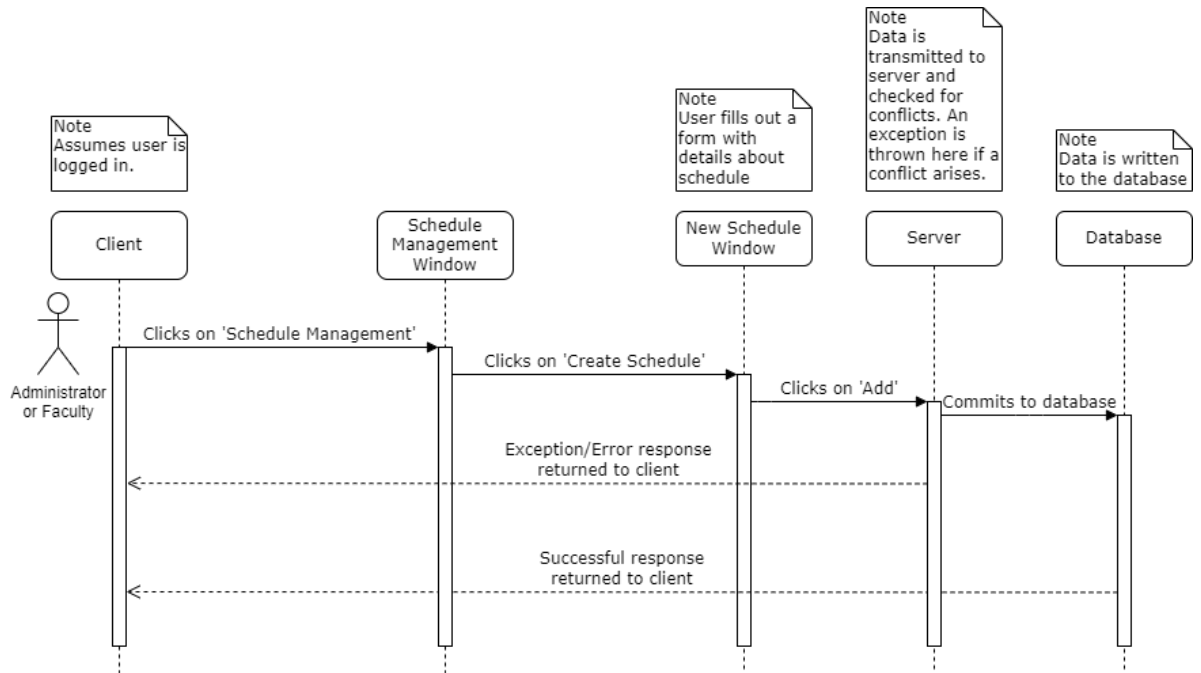 Note
Assumes user is
logged in.
Note
User fills out a
form with
details about
schedule
Note
Data is
transmitted to
server and
checked for
conflicts. An
exception is
thrown here if a
conflict arises.
Note
Data is written
to the database
Client
Schedule
Management
Window
New Schedule
Window
Server
Database
Administrator
or Faculty
Clicks on 'Schedule Management'
Clicks on 'Create Schedule'
Clicks on 'Add'
Commits to database
Exception/Error response
returned to client
Successful response
returned to client